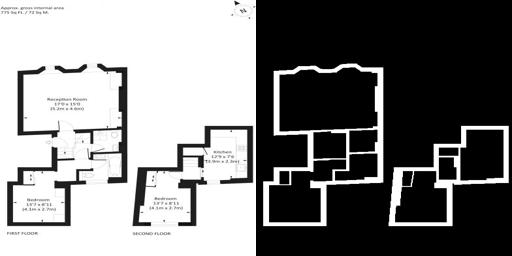 Approx. gross internal area
775 Sq Ft. / 72 Sq M.
Reception Room
17'0 x 15'0
(5.2m x 4.6m)
Kitchen
12'9 x 7'6
(3.9m x 2.3m)
Bedroom
13'7 x 8'11
(4.1m x 2.7m)
Bedroom
13'7 x 8'11
(4.1m x 2.7m)
FIRST FLOOR
SECOND FLOOR